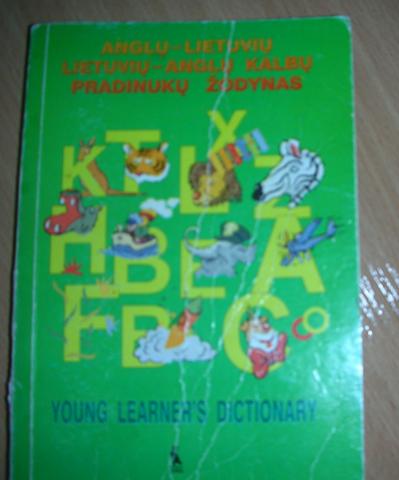 ANGLŲ-LIETUVIŲ
LIETUVIŲ-ANGLŲ KALBŲ
PRADINUKŲ ŽODYNAS
YOUNG LEARNER'S DICTIONARY